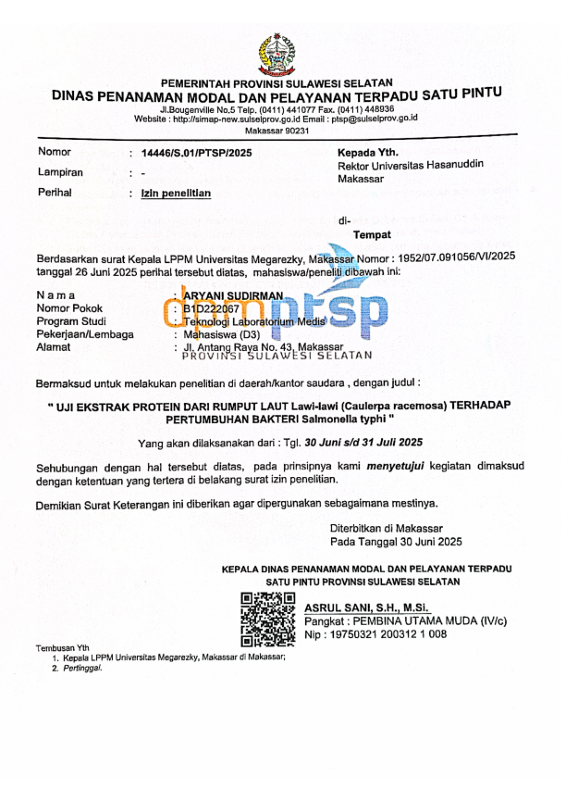 PEMERINTAH PROVINSI SULAWESI SELATAN
DINAS PENANAMAN MODAL DAN PELAYANAN TERPADU SATU PINTU
Jl.Bougenville No.5 Telp. (0411) 441077 Fax. (0411) 448936
Website : http://simap-new.sulselprov.go.id Email : ptsp@sulselprov.go.id
Makassar 90231
Nomor : 14446/S.01/PTSP/2025
Lampiran : -
Perihal : Izin penelitian
Kepada Yth.
Rektor Universitas Hasanuddin
Makassar
di-
Tempat
Berdasarkan surat Kepala LPPM Universitas Megarezky, Makassar Nomor : 1952/07.091056/VI/2025
tanggal 26 Juni 2025 perihal tersebut diatas, mahasiswa/peneliti dibawah ini:
N a m a : ARYANI SUDIRMAN
Nomor Pokok : B1D222067
Program Studi : Teknologi Laboratorium Medis
Pekerjaan/Lembaga : Mahasiswa (D3)
Alamat : Jl. Antang Raya No. 43, Makassar
dpmptsp
PROVINSI SULAWESI SELATAN
Bermaksud untuk melakukan penelitian di daerah/kantor saudara , dengan judul :
" UJI EKSTRAK PROTEIN DARI RUMPUT LAUT Lawi-lawi (Caulerpa racemosa) TERHADAP
PERTUMBUHAN BAKTERI Salmonella typhi "
Yang akan dilaksanakan dari : Tgl. 30 Juni s/d 31 Juli 2025
Sehubungan dengan hal tersebut diatas, pada prinsipnya kami menyetujui kegiatan dimaksud
dengan ketentuan yang tertera di belakang surat izin penelitian.
Demikian Surat Keterangan ini diberikan agar dipergunakan sebagaimana mestinya.
Diterbitkan di Makassar
Pada Tanggal 30 Juni 2025
KEPALA DINAS PENANAMAN MODAL DAN PELAYANAN TERPADU
SATU PINTU PROVINSI SULAWESI SELATAN
ASRUL SANI, S.H., M.Si.
Pangkat : PEMBINA UTAMA MUDA (IV/c)
Nip : 19750321 200312 1 008
Tembusan Yth
1. Kepala LPPM Universitas Megarezky, Makassar di Makassar;
2. Pertinggal.